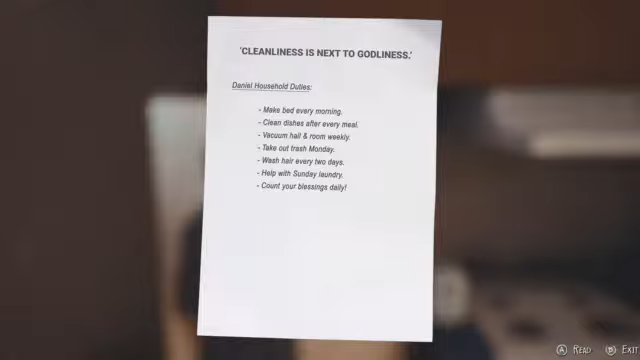 'CLEANLINESS IS NEXT TO GODLINESS.'
Daniel Household Duties:
- Make bed every morning.
- Clean dishes after every meal.
- Vacuum hall & room weekly.
- Take out trash Monday.
- Wash hair every two days.
- Help with Sunday laundry.
- Count your blessings daily!
A READ B EXIT